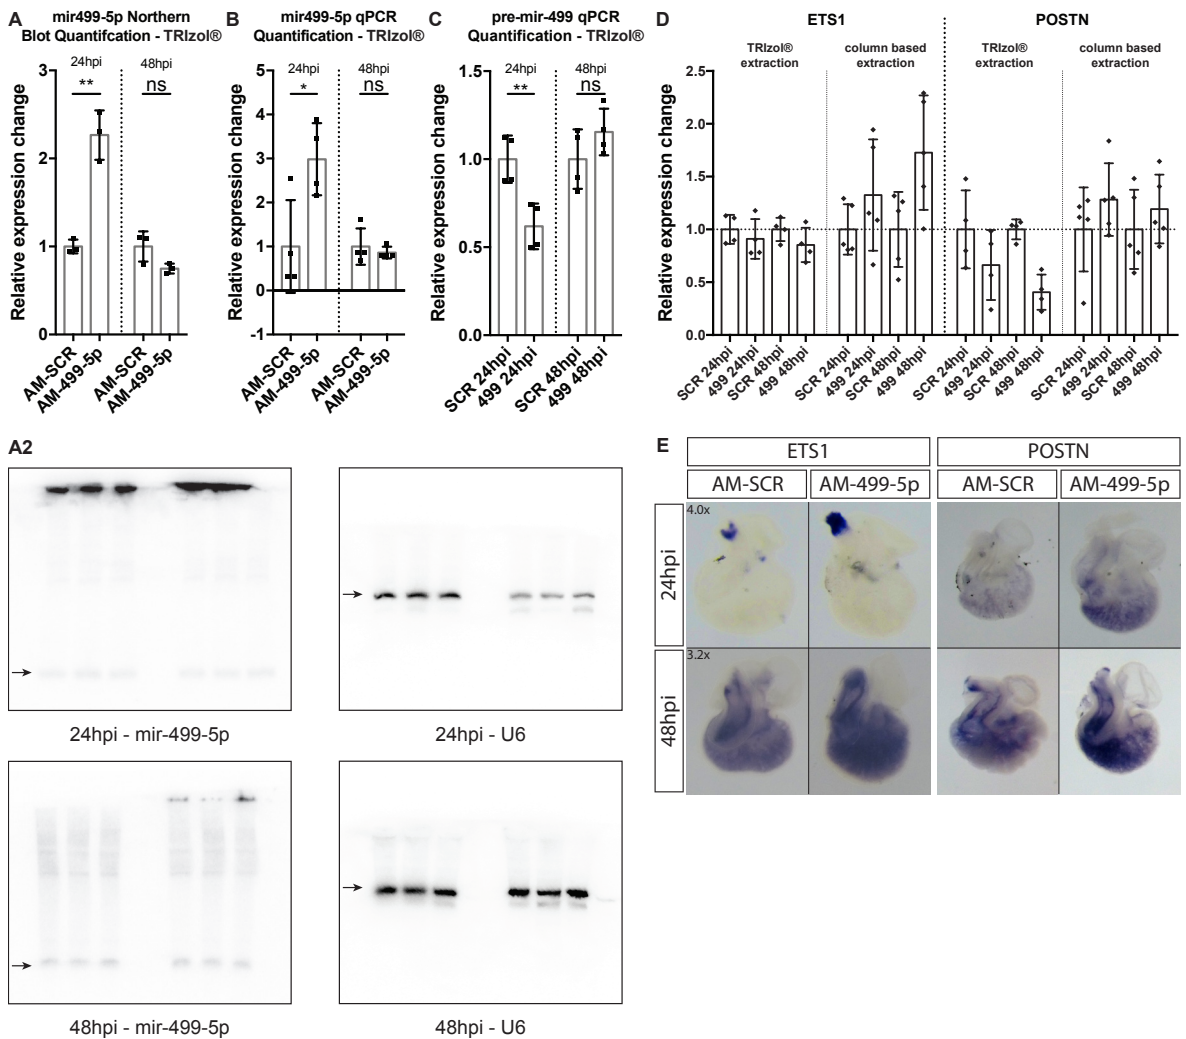 A
mir499-5p Northern
Blot Quantifcation - TRIzol®
24hpi
48hpi
**
ns
Relative expression change
3
2
1
0
AM-SCR
AM-499-5p
AM-SCR
AM-499-5p
B
mir499-5p qPCR
Quantification - TRIzol®
24hpi
48hpi
*
ns
Relative expression change
5
4
3
2
1
0
-1
AM-SCR
AM-499-5p
AM-SCR
AM-499-5p
C
pre-mir-499 qPCR
Quantification - TRIzol®
24hpi
48hpi
**
ns
Relative expression change
1.5
1.0
0.5
0.0
SCR 24hpi
499 24hpi
SCR 48hpi
499 48hpi
D
ETS1
POSTN
TRIzol®
extraction
column based
extraction
TRIzol®
extraction
column based
extraction
Relative expression change
2.5
2.0
1.5
1.0
0.5
0.0
SCR 24hpi
499 24hpi
SCR 48hpi
499 48hpi
SCR 24hpi
499 24hpi
SCR 48hpi
499 48hpi
SCR 24hpi
499 24hpi
SCR 48hpi
499 48hpi
SCR 24hpi
499 24hpi
SCR 48hpi
499 48hpi
A2
24hpi - mir-499-5p
24hpi - U6
48hpi - mir-499-5p
48hpi - U6
E
ETS1
POSTN
AM-SCR
AM-499-5p
AM-SCR
AM-499-5p
24hpi
4.0x
48hpi
3.2x